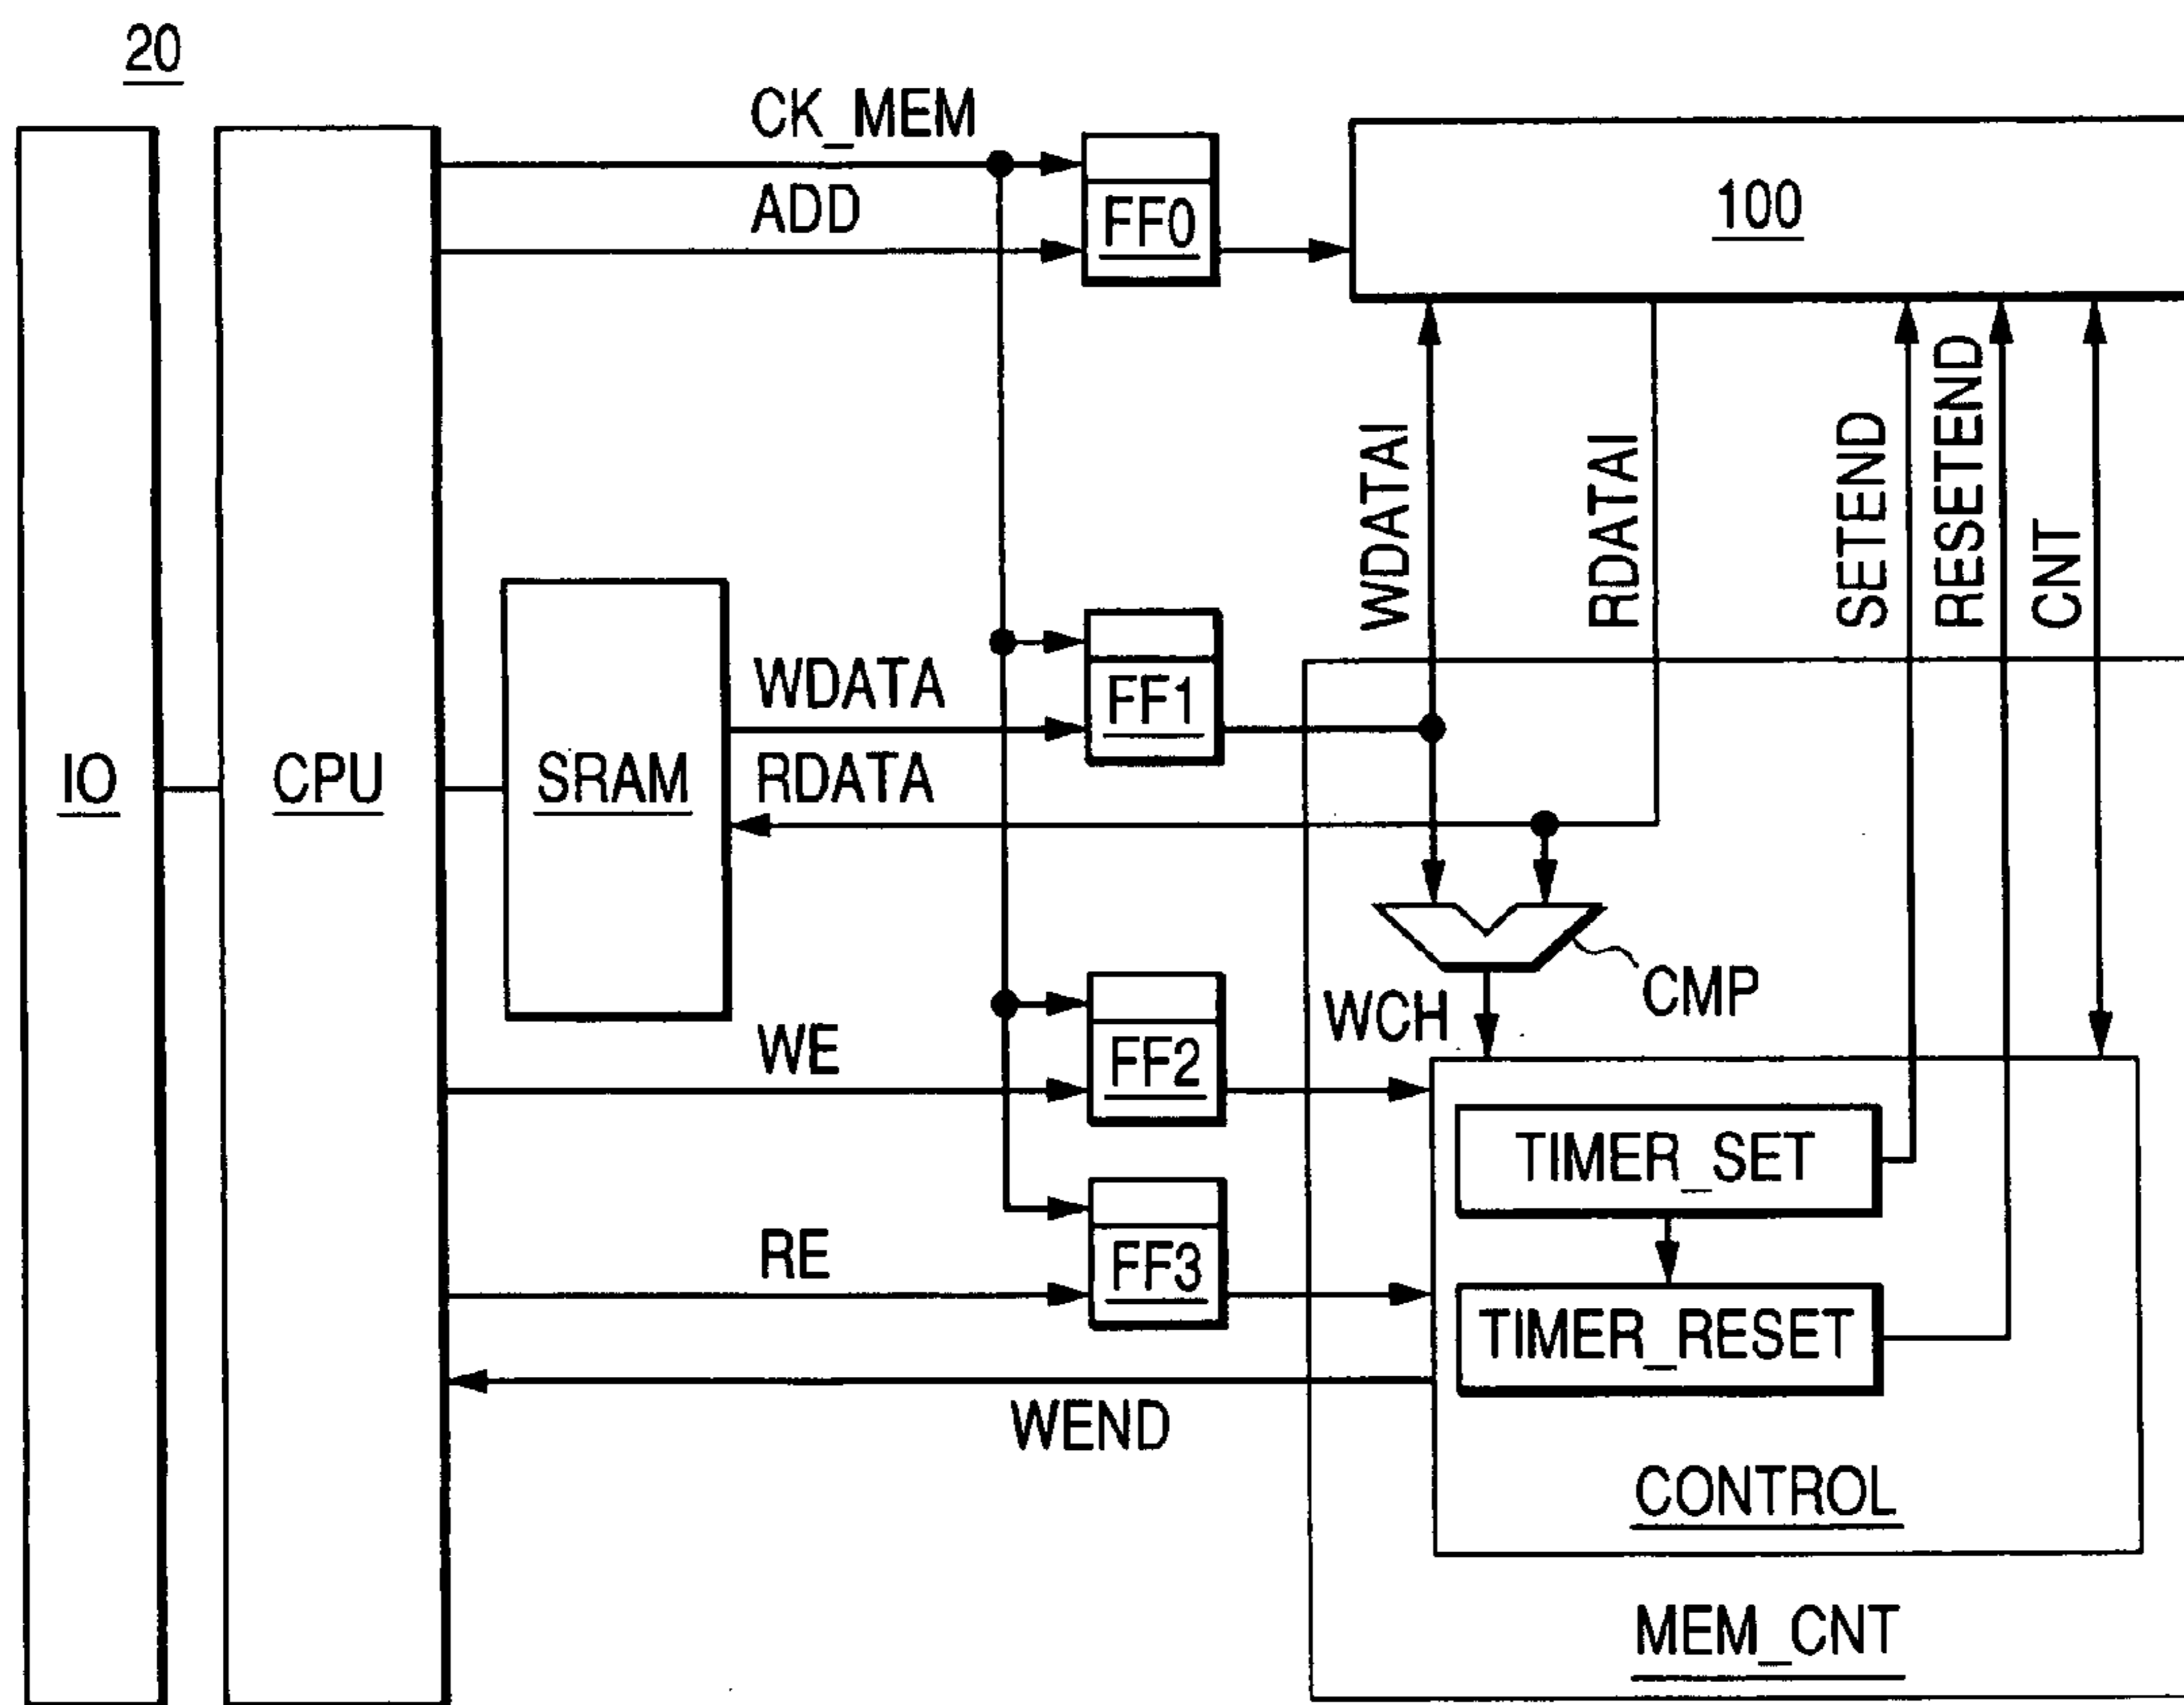 20
CK_MEM
ADD
FF0
100
WDATAI
RDATAI
SETEND
RESETEND
CNT
IO
CPU
SRAM
WDATA
RDATA
FF1
CMP
WCH
WE
FF2
TIMER_SET
RE
FF3
TIMER_RESET
WEND
CONTROL
MEM_CNT